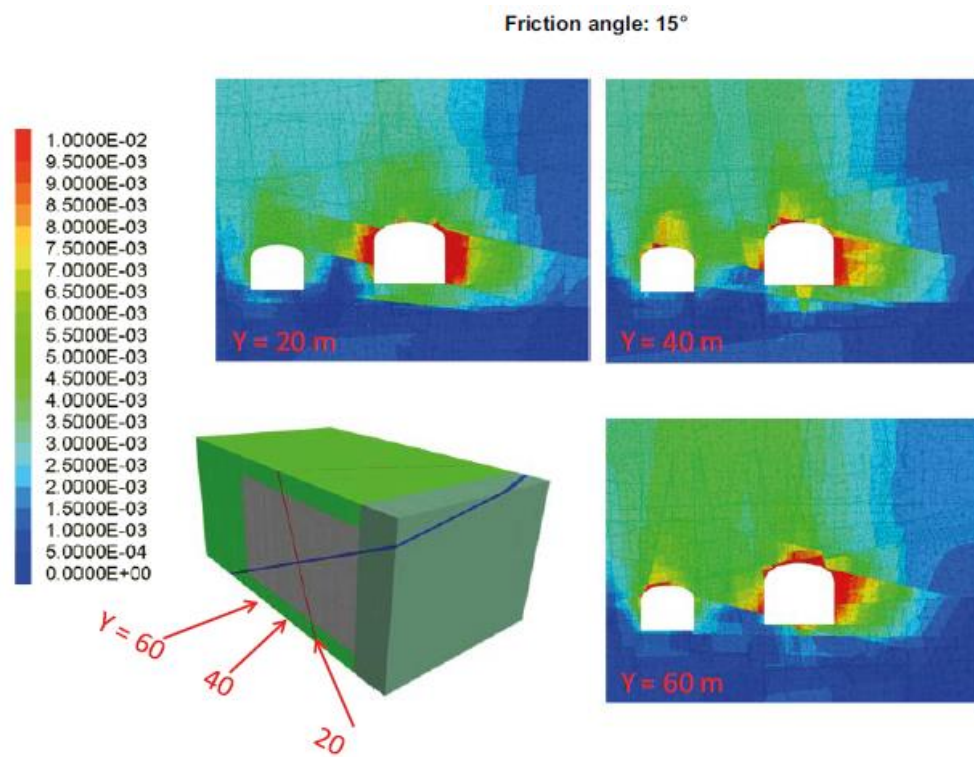 Friction angle: 15°
1.0000E-02
9.5000E-03
9.0000E-03
8.5000E-03
8.0000E-03
7.5000E-03
7.0000E-03
6.5000E-03
6.0000E-03
5.5000E-03
5.0000E-03
4.5000E-03
4.0000E-03
3.5000E-03
3.0000E-03
2.5000E-03
2.0000E-03
1.5000E-03
1.0000E-03
5.0000E-04
0.0000E+00
Y = 20 m
Y = 40 m
Y = 60
40
20
Y = 60 m